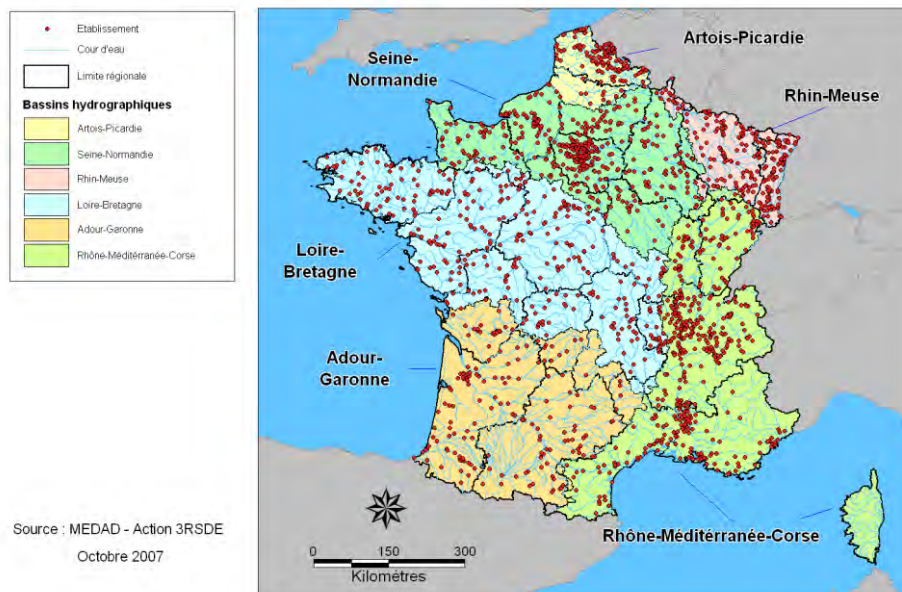 Etablissement
Cour d'eau
Limite régionale
Bassins hydrographiques
Artois-Picardie
Seine-Normandie
Rhin-Meuse
Loire-Bretagne
Adour-Garonne
Rhône-Méditérranée-Corse
Artois-Picardie
Seine-
Normandie
Rhin-Meuse
Loire-
Bretagne
Adour-
Garonne
Rhône-Méditérranée-Corse
0 150 300
Kilométres
Source : MEDAD - Action 3RSDE
Octobre 2007